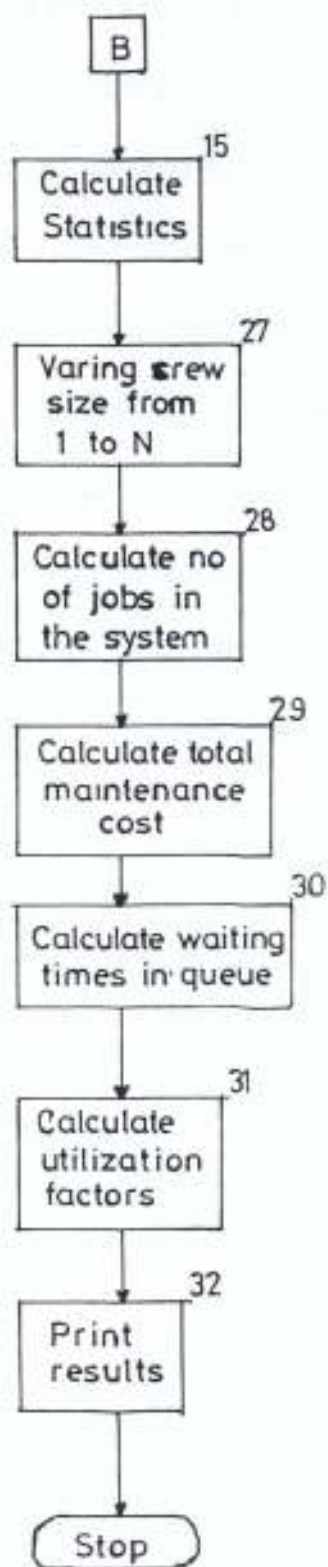 B
15
Calculate
Statistics
27
Varing crew
size from
1 to N
28
Calculate no
of jobs in
the system
29
Calculate total
maintenance
cost
30
Calculate waiting
times in queue
31
Calculate
utilization
factors
32
Print
results
Stop